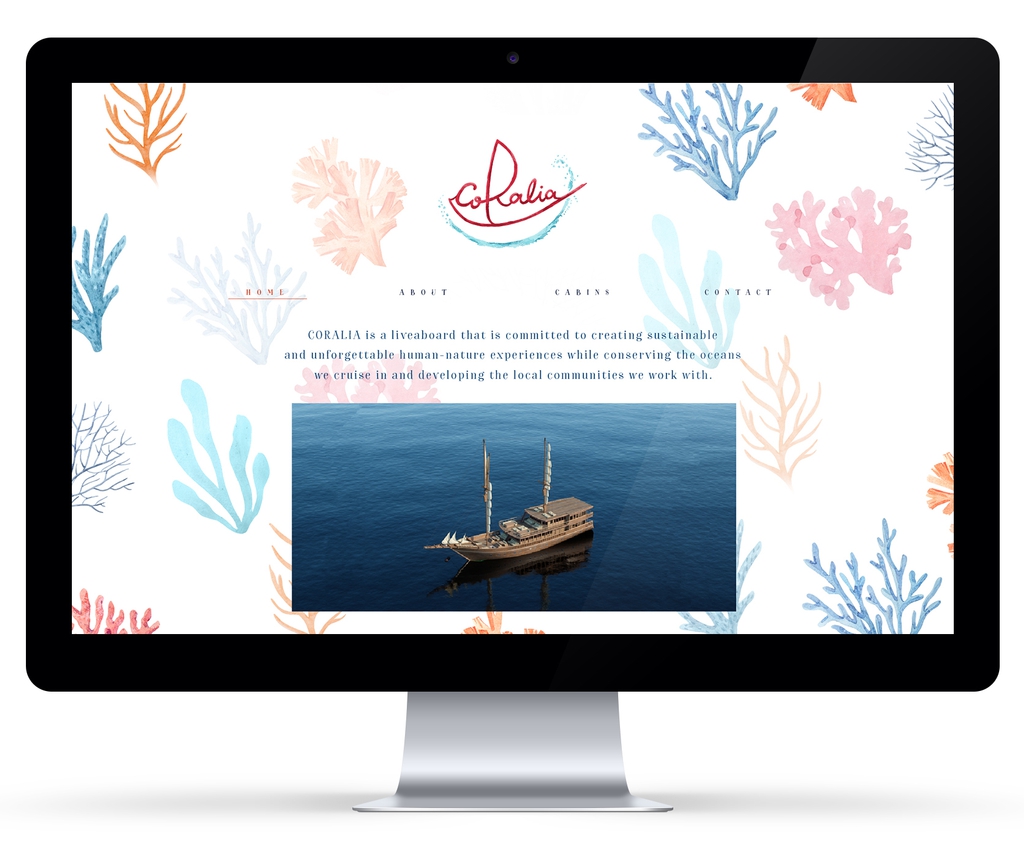 CoRalia
HOME ABOUT CABINS CONTACT
CORALIA is a liveaboard that is committed to creating sustainable
and unforgettable human-nature experiences while conserving the oceans
we cruise in and developing the local communities we work with.